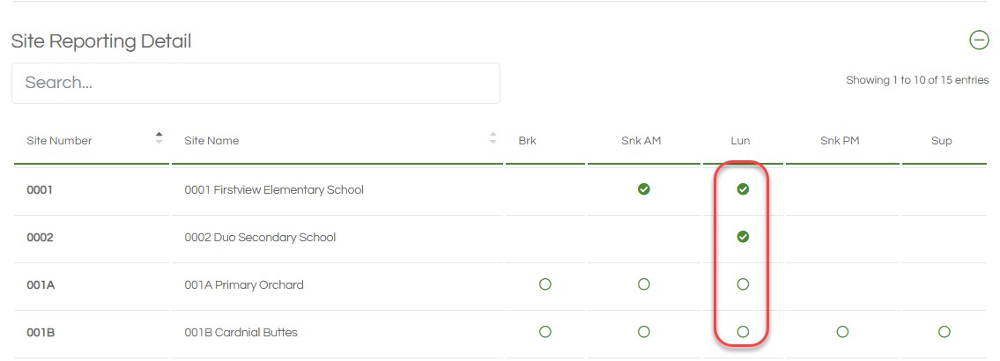 Site Reporting Detail
Search...
Showing 1 to 10 of 15 entries
Site Number Site Name Brk Snk AM Lun Snk PM Sup
0001 0001 Firstview Elementary School
0002 0002 Duo Secondary School
001A 001A Primary Orchard
001B 001B Cardnial Buttes